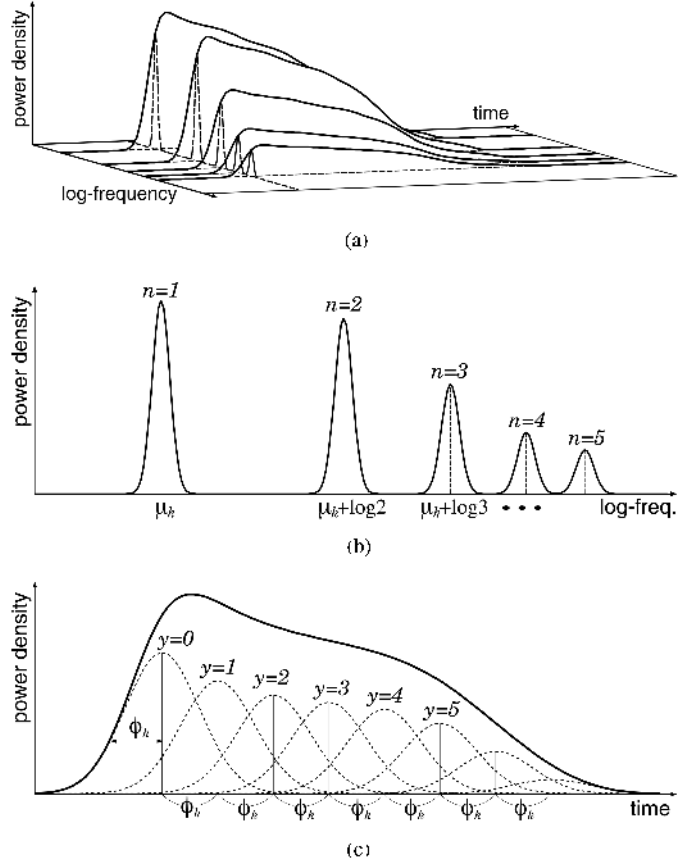 power density
time
log-frequency
(a)
power density
n=1
n=2
n=3
n=4
n=5
μₖ
μₖ+log2
μₖ+log3
• • •
log-freq.
(b)
power density
y=0
y=1
y=2
y=3
y=4
y=5
ϕₖ
ϕₖ ϕₖ ϕₖ ϕₖ ϕₖ ϕₖ ϕₖ
time
(c)